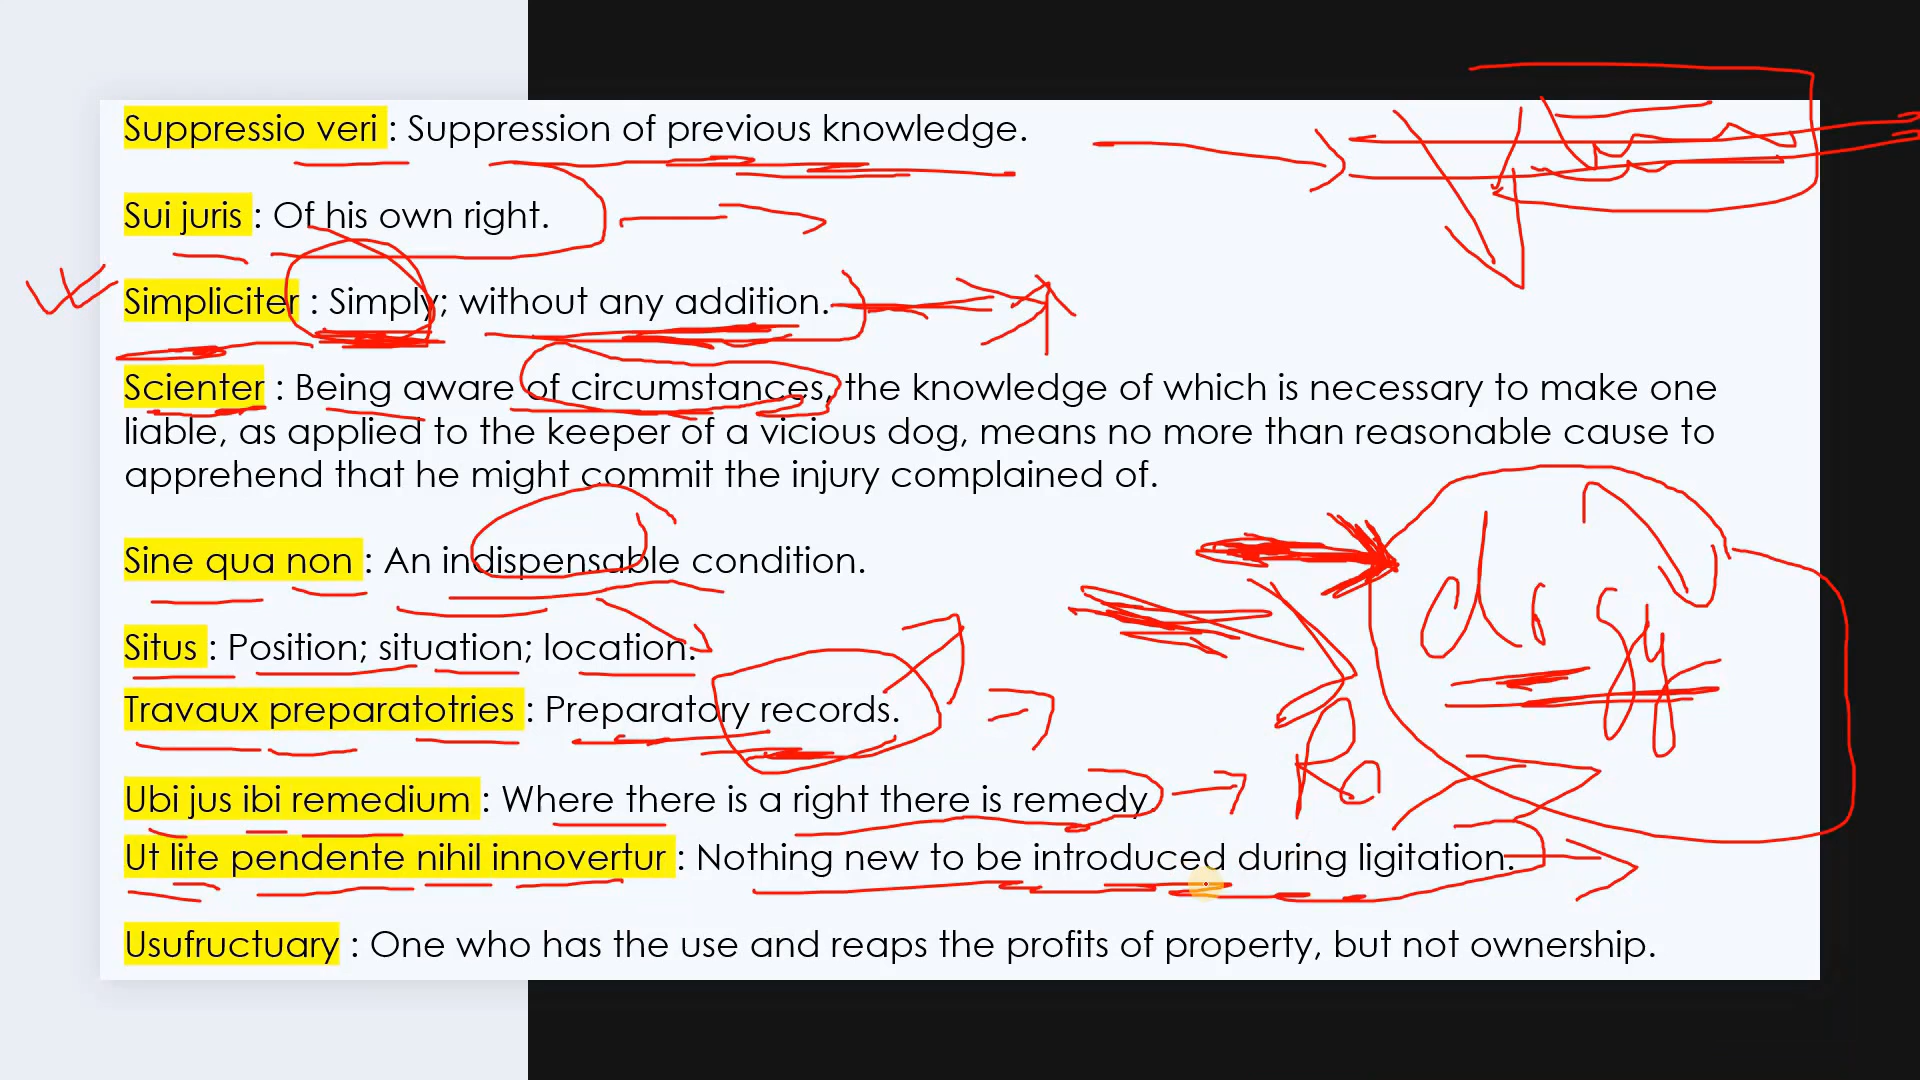 Suppressio veri : Suppression of previous knowledge.
Sui juris : Of his own right.
Simpliciter : Simply; without any addition.
Scienter : Being aware of circumstances, the knowledge of which is necessary to make one
liable, as applied to the keeper of a vicious dog, means no more than reasonable cause to
apprehend that he might commit the injury complained of.
Sine qua non : An indispensable condition.
Situs : Position; situation; location.
Travaux preparatotries : Preparatory records.
Ubi jus ibi remedium : Where there is a right there is remedy
Ut lite pendente nihil innovertur : Nothing new to be introduced during ligitation.
Usufructuary : One who has the use and reaps the profits of property, but not ownership.